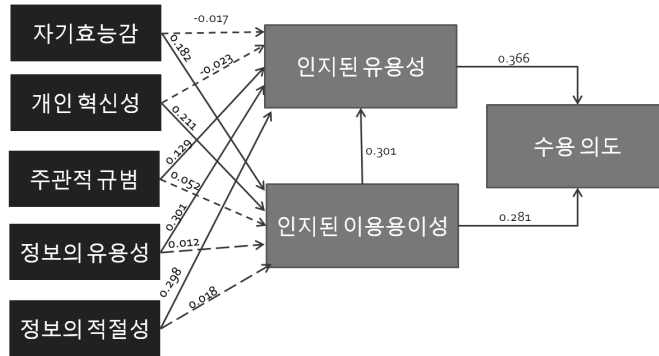 자기효능감
개인 혁신성
주관적 규범
정보의 유용성
정보의 적절성
-0.017
0.182
-0.023
0.211
0.129
0.052
0.301
0.012
0.298
0.018
인지된 유용성
0.301
인지된 이용용이성
0.366
0.281
수용 의도